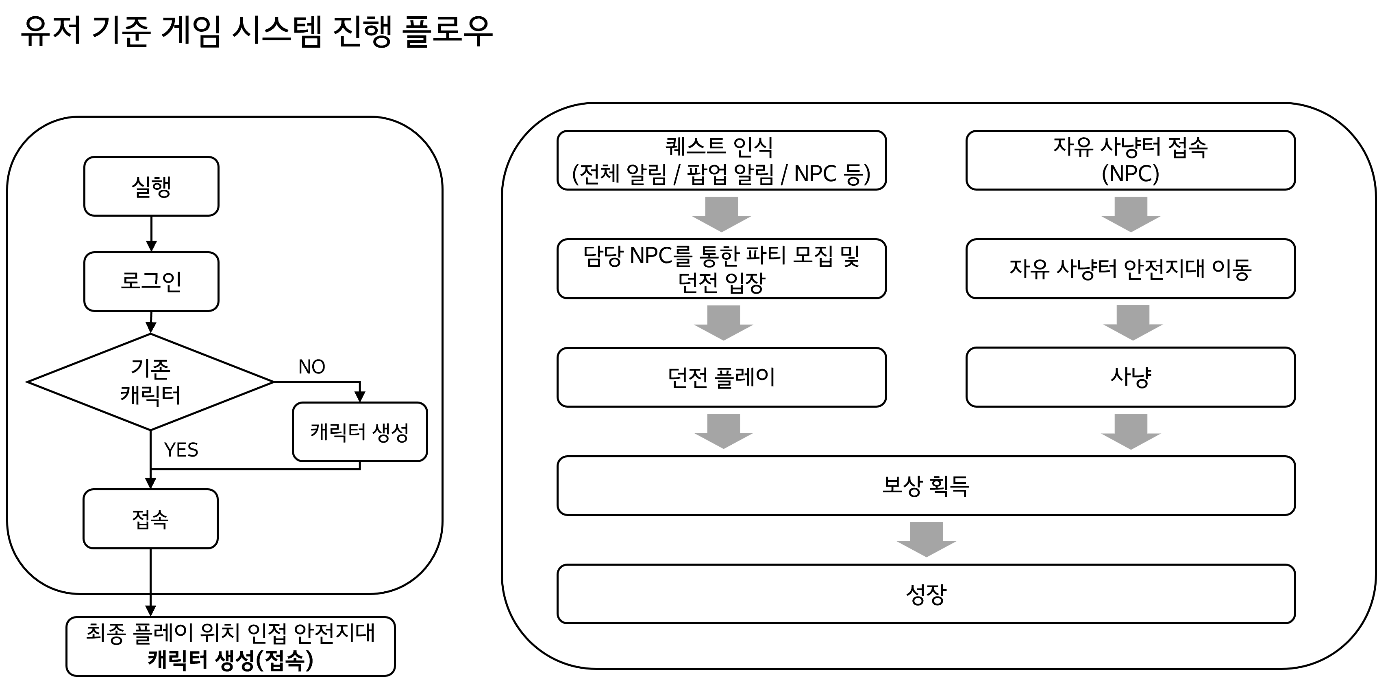 유저 기준 게임 시스템 진행 플로우
실행
로그인
기존
캐릭터
NO
캐릭터 생성
YES
접속
최종 플레이 위치 인접 안전지대
캐릭터 생성(접속)
퀘스트 인식
(전체 알림 / 팝업 알림 / NPC 등)
담당 NPC를 통한 파티 모집 및
던전 입장
던전 플레이
자유 사냥터 접속
(NPC)
자유 사냥터 안전지대 이동
사냥
보상 획득
성장